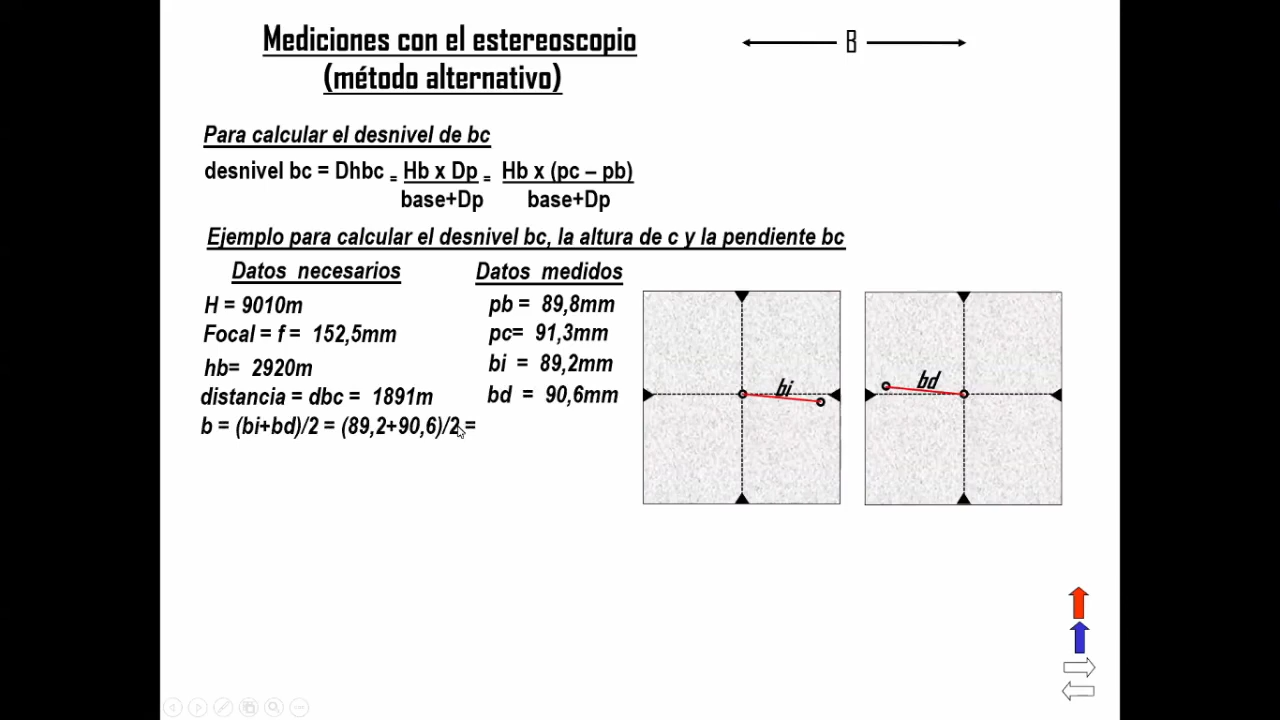 Mediciones con el estereoscopio
(método alternativo)
B
Para calcular el desnivel de bc
desnivel bc = Dhbc = Hb x Dp = Hb x (pc – pb)
base+Dp base+Dp
Ejemplo para calcular el desnivel bc, la altura de c y la pendiente bc
Datos necesarios
H = 9010m
Focal = f = 152,5mm
hb= 2920m
distancia = dbc = 1891m
b = (bi+bd)/2 = (89,2+90,6)/2 =
Datos medidos
pb = 89,8mm
pc= 91,3mm
bi = 89,2mm
bd = 90,6mm
bi
bd